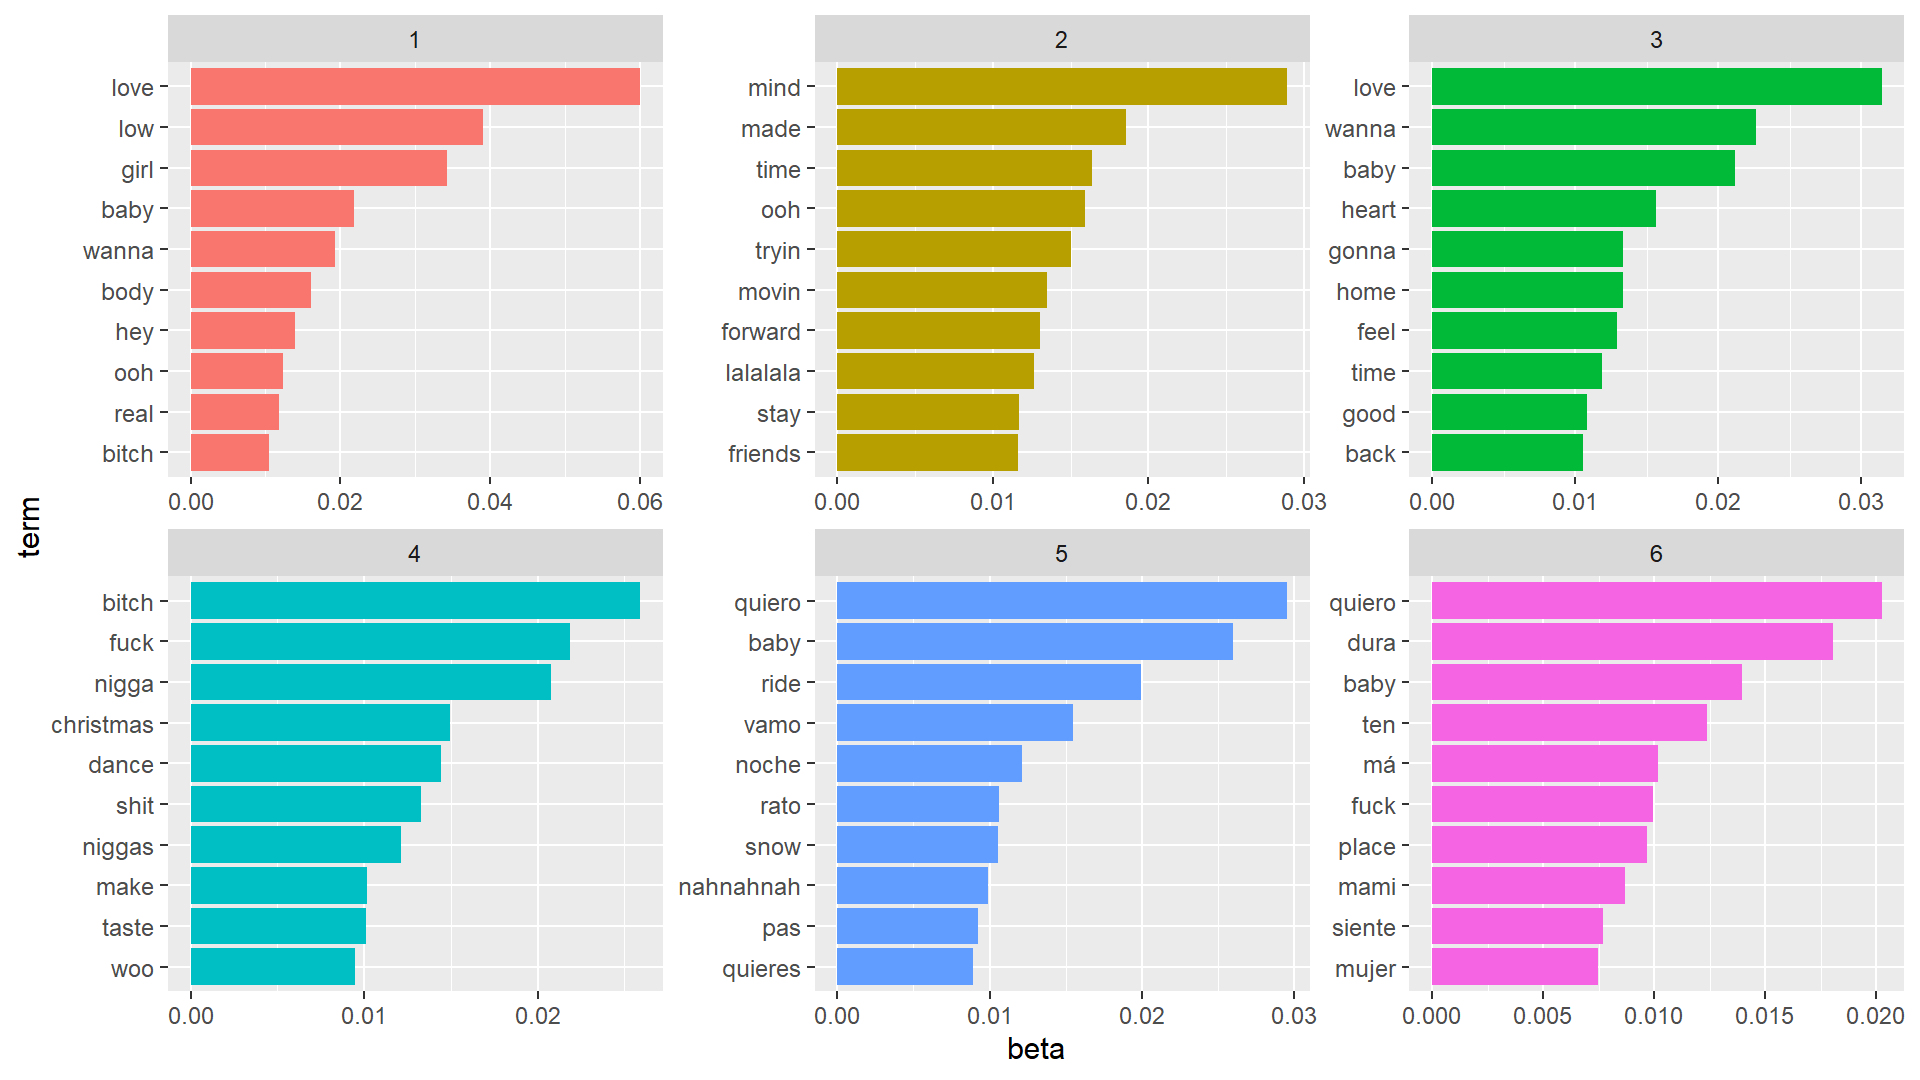 1
love
low
girl
baby
wanna
body
hey
ooh
real
bitch
0.00 0.02 0.04 0.06
2
mind
made
time
ooh
tryin
movin
forward
lalalala
stay
friends
0.00 0.01 0.02 0.03
3
love
wanna
baby
heart
gonna
home
feel
time
good
back
0.00 0.01 0.02 0.03
term
4
bitch
fuck
nigga
christmas
dance
shit
niggas
make
taste
woo
0.00 0.01 0.02
5
quiero
baby
ride
vamo
noche
rato
snow
nahnahnah
pas
quieres
0.00 0.01 0.02 0.03
6
quiero
dura
baby
ten
má
fuck
place
mami
siente
mujer
0.000 0.005 0.010 0.015 0.020
beta